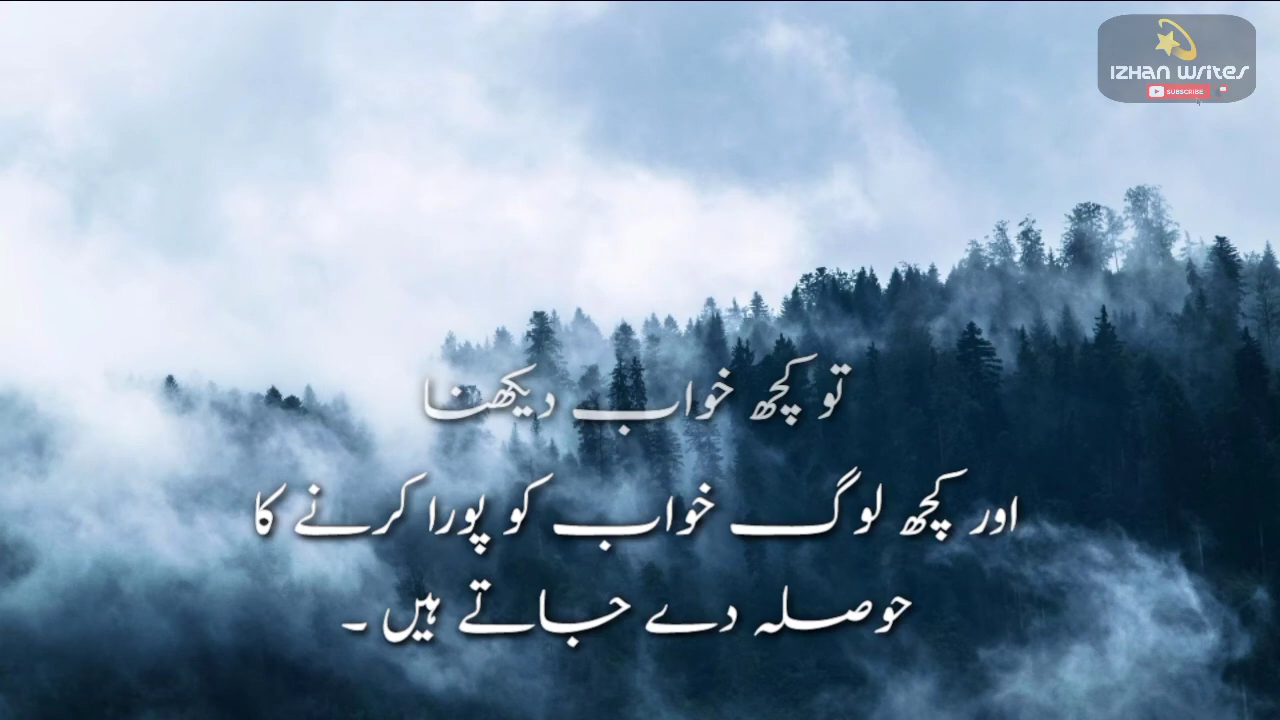 IZHAN WRITES
SUBSCRIBE
تو کچھ خواب دیکھنا
اور کچھ لوگ خواب کو پورا کرنے کا
حوصلہ دے جاتے ہیں ۔